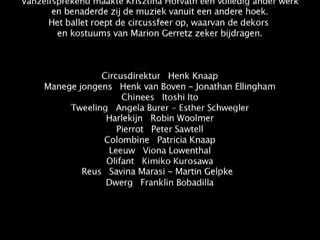 Vanzelfsprekend maakte Krisztina Horvath een volledig ander werk
en benaderde zij de muziek vanuit een andere hoek.
Het ballet roept de circussfeer op, waarvan de dekors
en kostuums van Marion Gerretz zeker bijdragen.
Circusdirektur Henk Knaap
Manege jongens Henk van Boven - Jonathan Ellingham
Chinees Itoshi Ito
Tweeling Angela Burer - Esther Schwegler
Harlekijn Robin Woolmer
Pierrot Peter Sawtell
Colombine Patricia Knaap
Leeuw Viona Lowenthal
Olifant Kimiko Kurosawa
Reus Savina Marasi - Martin Gelpke
Dwerg Franklin Bobadilla